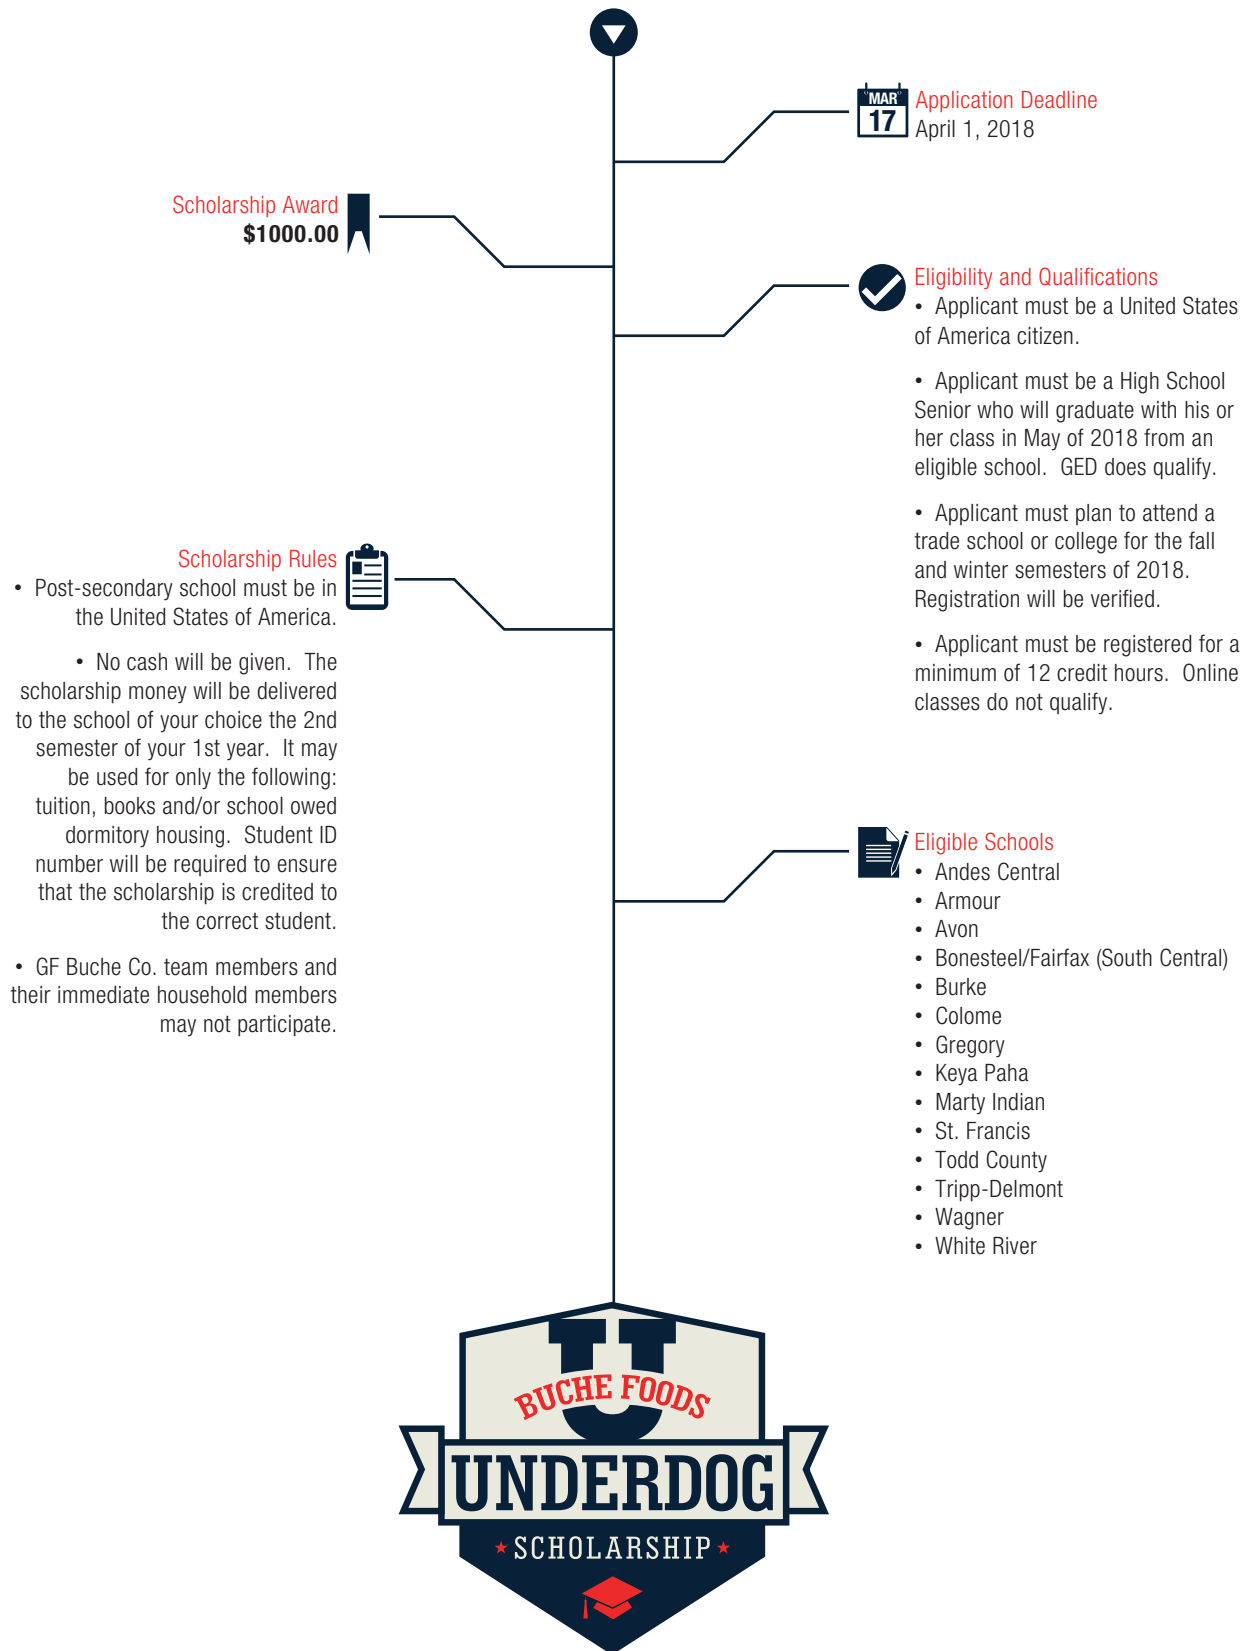 MAR
17
Application Deadline
April 1, 2018
Scholarship Award
$1000.00
Eligibility and Qualifications
• Applicant must be a United States
of America citizen.
• Applicant must be a High School
Senior who will graduate with his or
her class in May of 2018 from an
eligible school.  GED does qualify.
• Applicant must plan to attend a
trade school or college for the fall
and winter semesters of 2018.
Registration will be verified.
• Applicant must be registered for a
minimum of 12 credit hours.  Online
classes do not qualify.
Scholarship Rules
• Post-secondary school must be in
the United States of America.
• No cash will be given.  The
scholarship money will be delivered
to the school of your choice the 2nd
semester of your 1st year.  It may
be used for only the following:
tuition, books and/or school owed
dormitory housing.  Student ID
number will be required to ensure
that the scholarship is credited to
the correct student.
• GF Buche Co. team members and
their immediate household members
may not participate.
Eligible Schools
• Andes Central
• Armour
• Avon
• Bonesteel/Fairfax (South Central)
• Burke
• Colome
• Gregory
• Keya Paha
• Marty Indian
• St. Francis
• Todd County
• Tripp-Delmont
• Wagner
• White River
U
BUCHE FOODS
UNDERDOG
SCHOLARSHIP